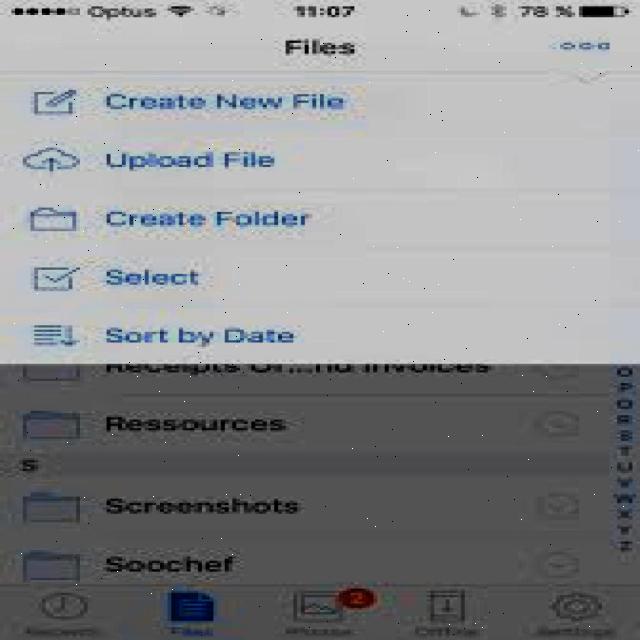 Optus 11:07 78 %
Files
Create New File
Upload File
Create Folder
Select
Sort by Date
Receipts Or...nd Invoices
Ressources
S
Screenshots
Soochef
2
Recents Files Photos Offline Settings
O
P
Q
R
S
T
U
V
W
X
Y
Z